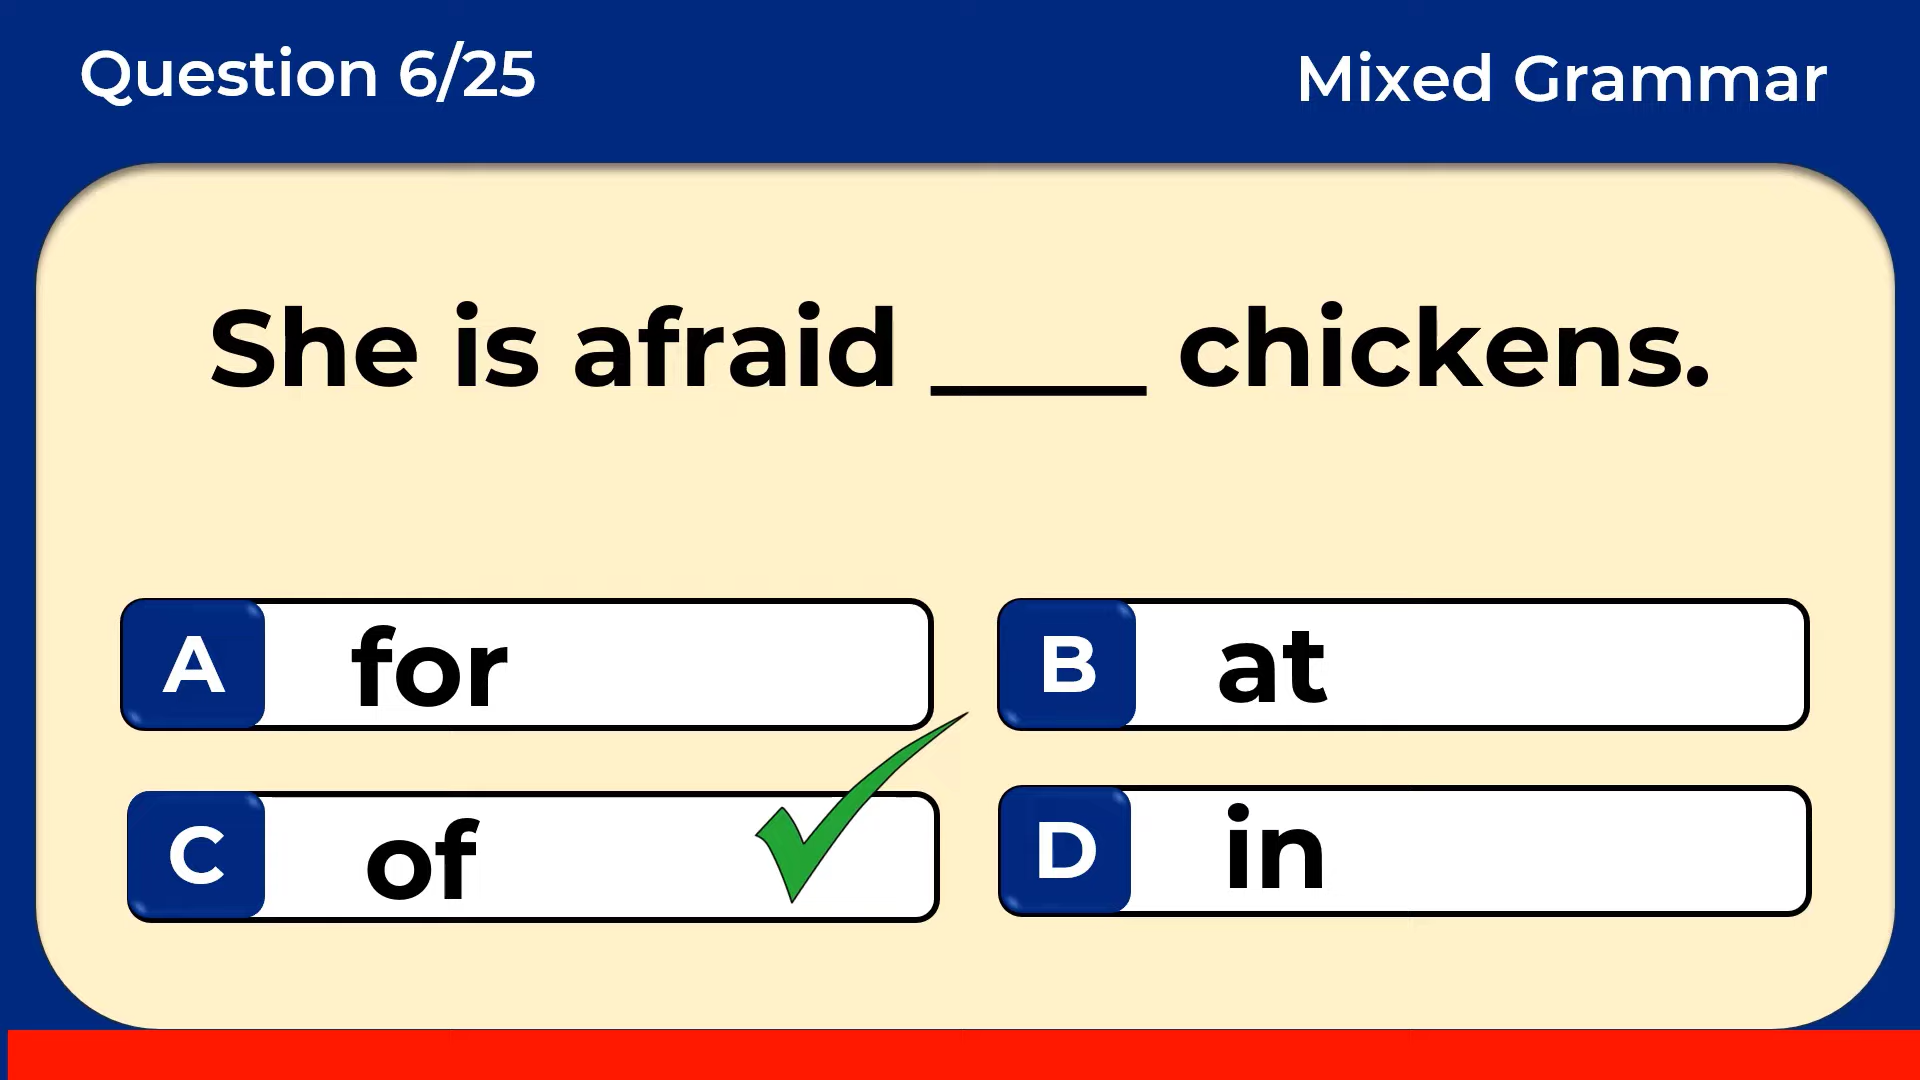 Question 6/25
Mixed Grammar
She is afraid ____ chickens.
A for
B at
C of
D in